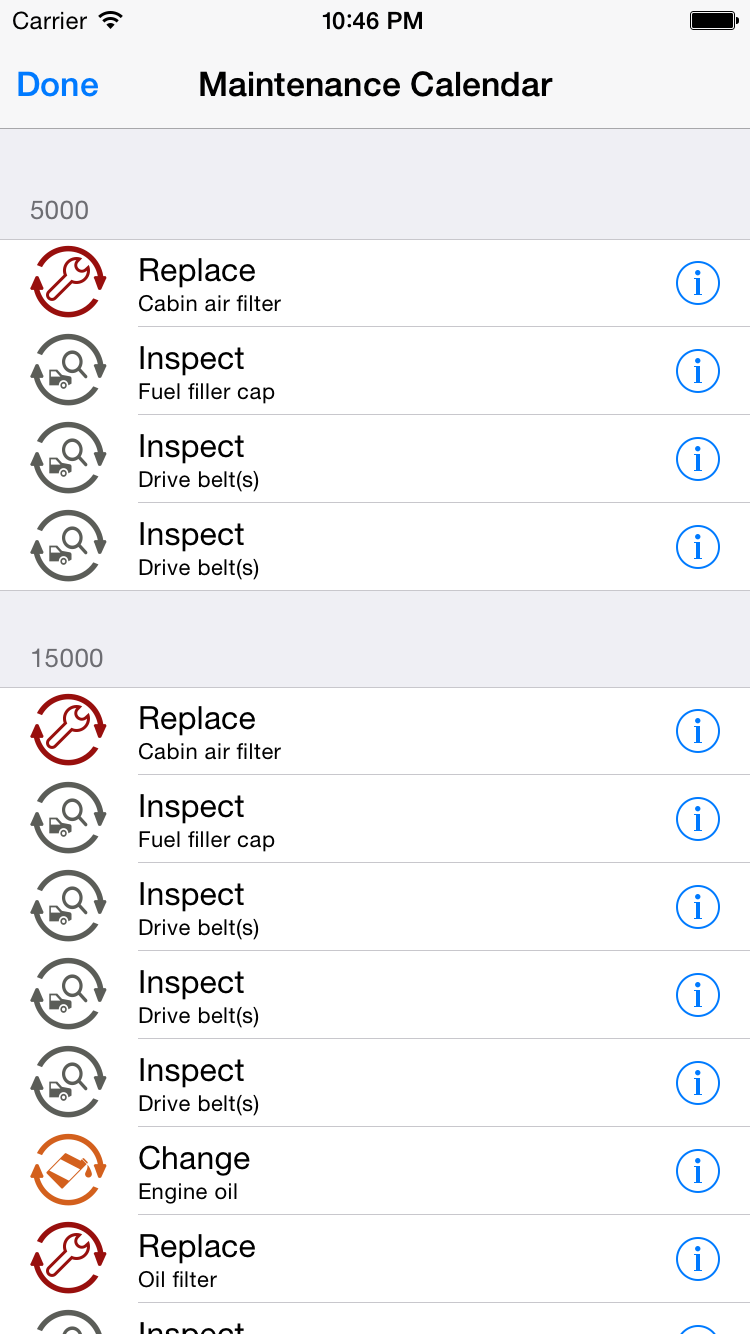 Carrier 10:46 PM
Done Maintenance Calendar
5000
Replace
Cabin air filter
Inspect
Fuel filler cap
Inspect
Drive belt(s)
Inspect
Drive belt(s)
15000
Replace
Cabin air filter
Inspect
Fuel filler cap
Inspect
Drive belt(s)
Inspect
Drive belt(s)
Inspect
Drive belt(s)
Change
Engine oil
Replace
Oil filter
Inspect